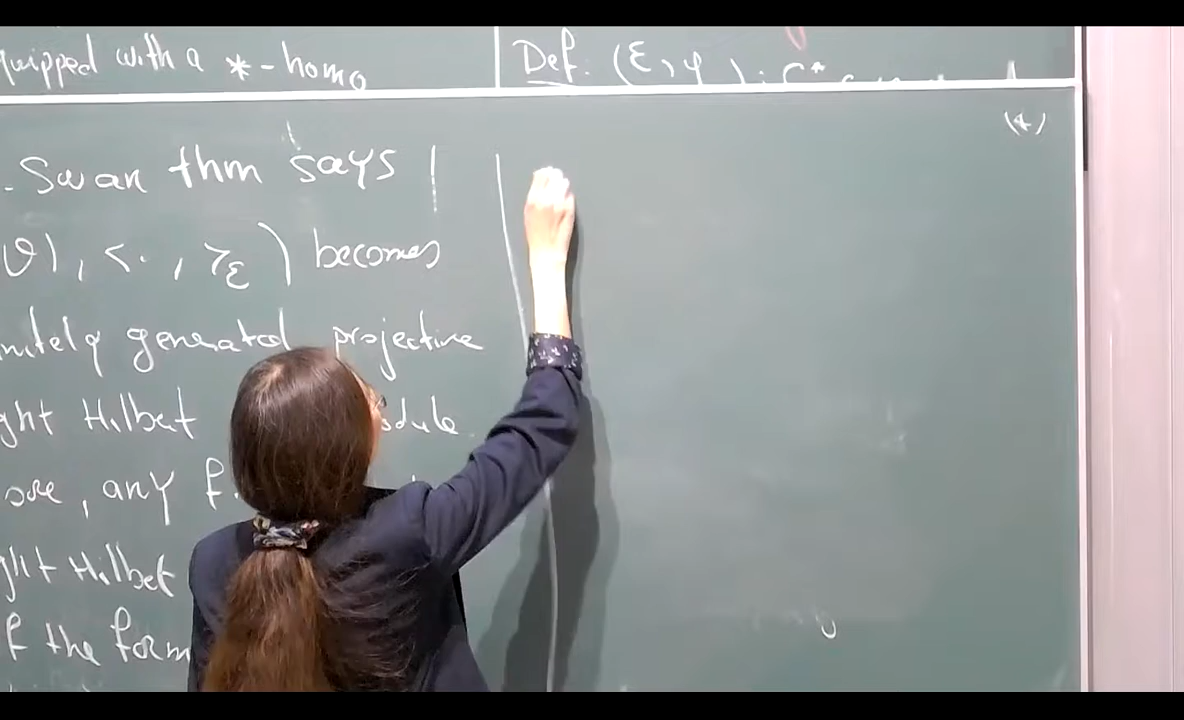 quipped with a *-homo
Def: (ε, φ): C*
(*)
. Swan thm says
ϑ), <·, ·>_ε) becomes
nitely generated projective
ght Hilbet dule.
ore, any f.
ght Hilbet
f the form